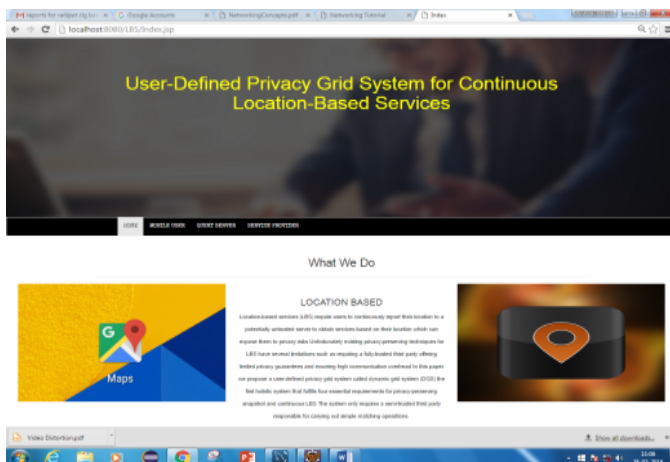 Google Accounts
NetworkingConcepts.pdf
Networking Tutorial
Index
localhost:8080/LBS/Index.jsp
User-Defined Privacy Grid System for Continuous
Location-Based Services
HOME MOBILE USER QUERY SERVER SERVICE PROVIDER
What We Do
LOCATION BASED
Location-based services (LBS) require users to continuously report their location to a
potentially untrusted server to obtain services based on their location which can
expose them to privacy risks Unfortunately existing privacy-preserving techniques for
LBS have several limitations such as requiring a fully-trusted third party offering
limited privacy guarantees and incurring high communication overhead In this paper
we propose a user-defined privacy grid system called dynamic grid system (DGS) the
first holistic system that fulfills four essential requirements for privacy-preserving
snapshot and continuous LBS The system only requires a semi-trusted third party
responsible for carrying out simple matching operations.
G
Maps
Video Distortion.pdf
Show all downloads...